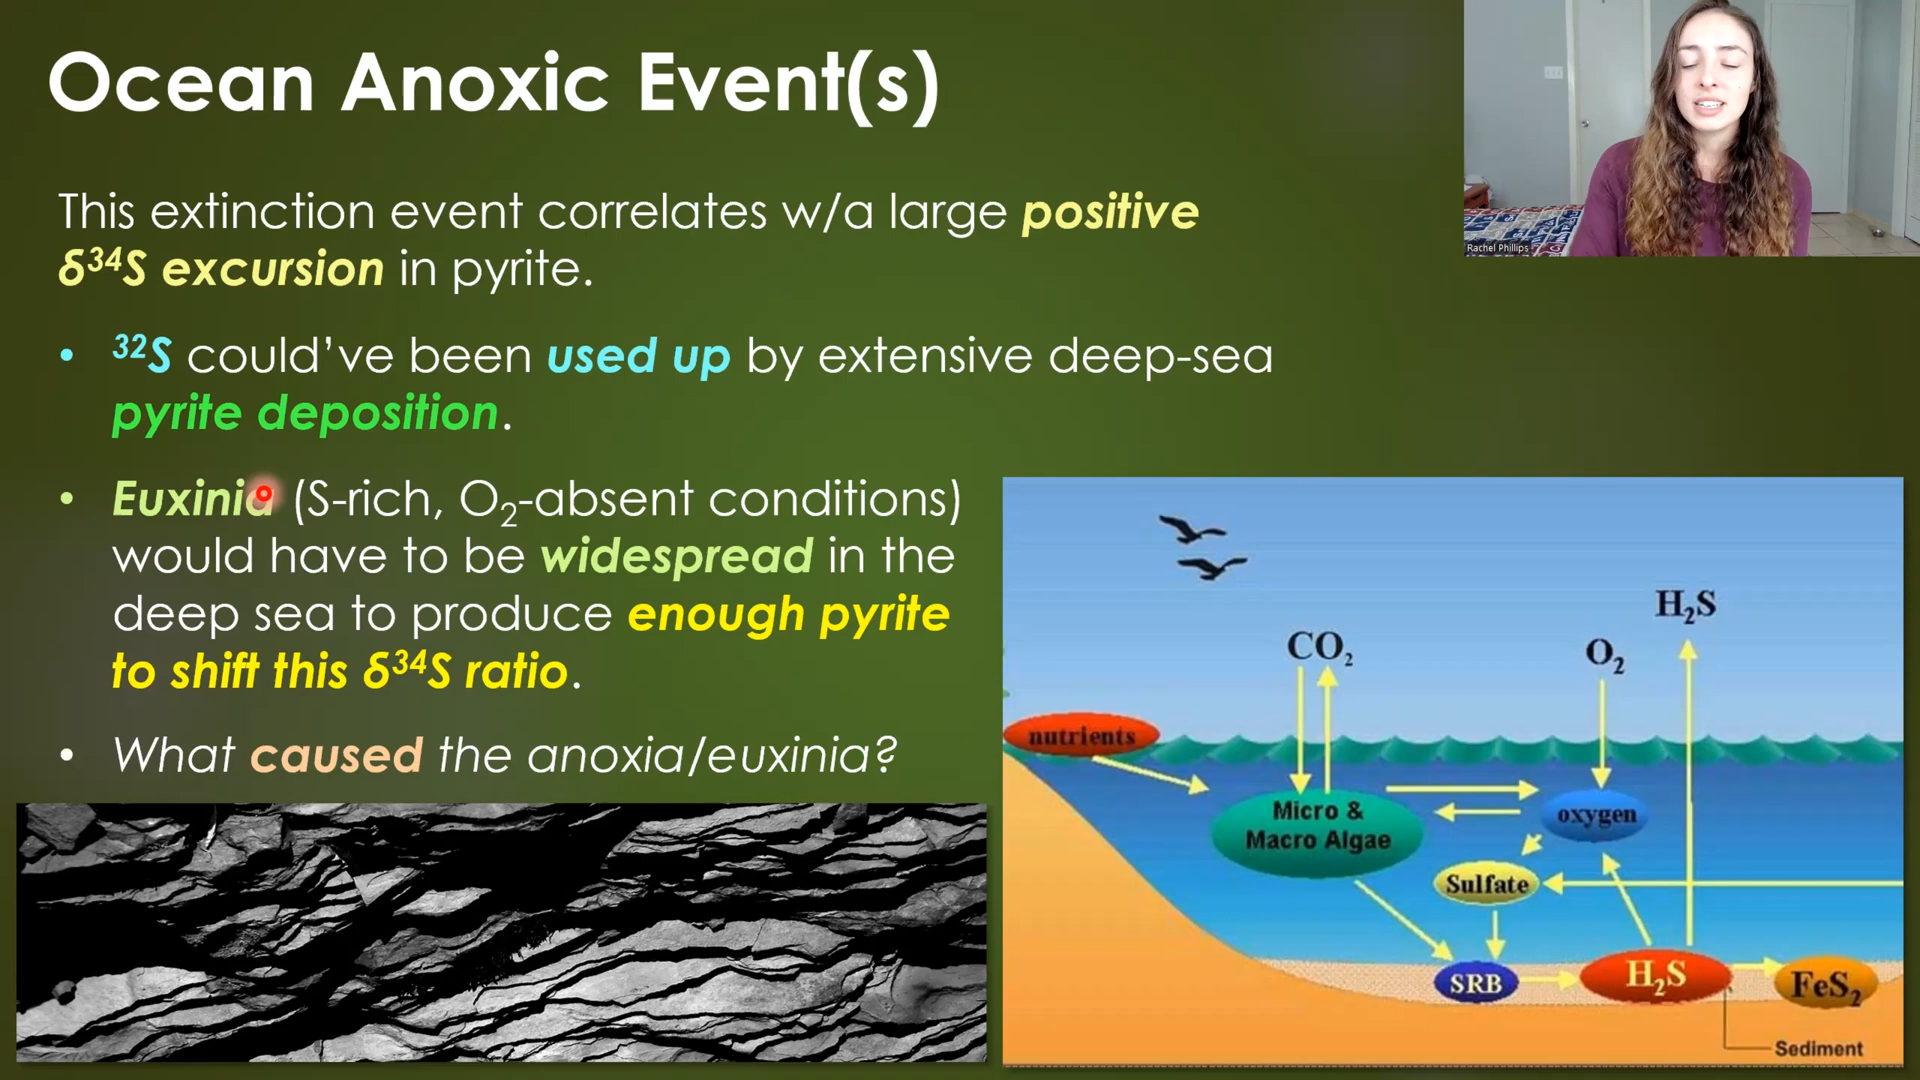 Ocean Anoxic Event(s)
Rachel Phillips
This extinction event correlates w/a large positive
δ³⁴S excursion in pyrite.
• ³²S could’ve been used up by extensive deep-sea
pyrite deposition.
• Euxinia (S-rich, O₂-absent conditions)
would have to be widespread in the
deep sea to produce enough pyrite
to shift this δ³⁴S ratio.
• What caused the anoxia/euxinia?
H₂S
CO₂
O₂
nutrients
Micro &
Macro Algae
oxygen
Sulfate
SRB
H₂S
FeS₂
Sediment